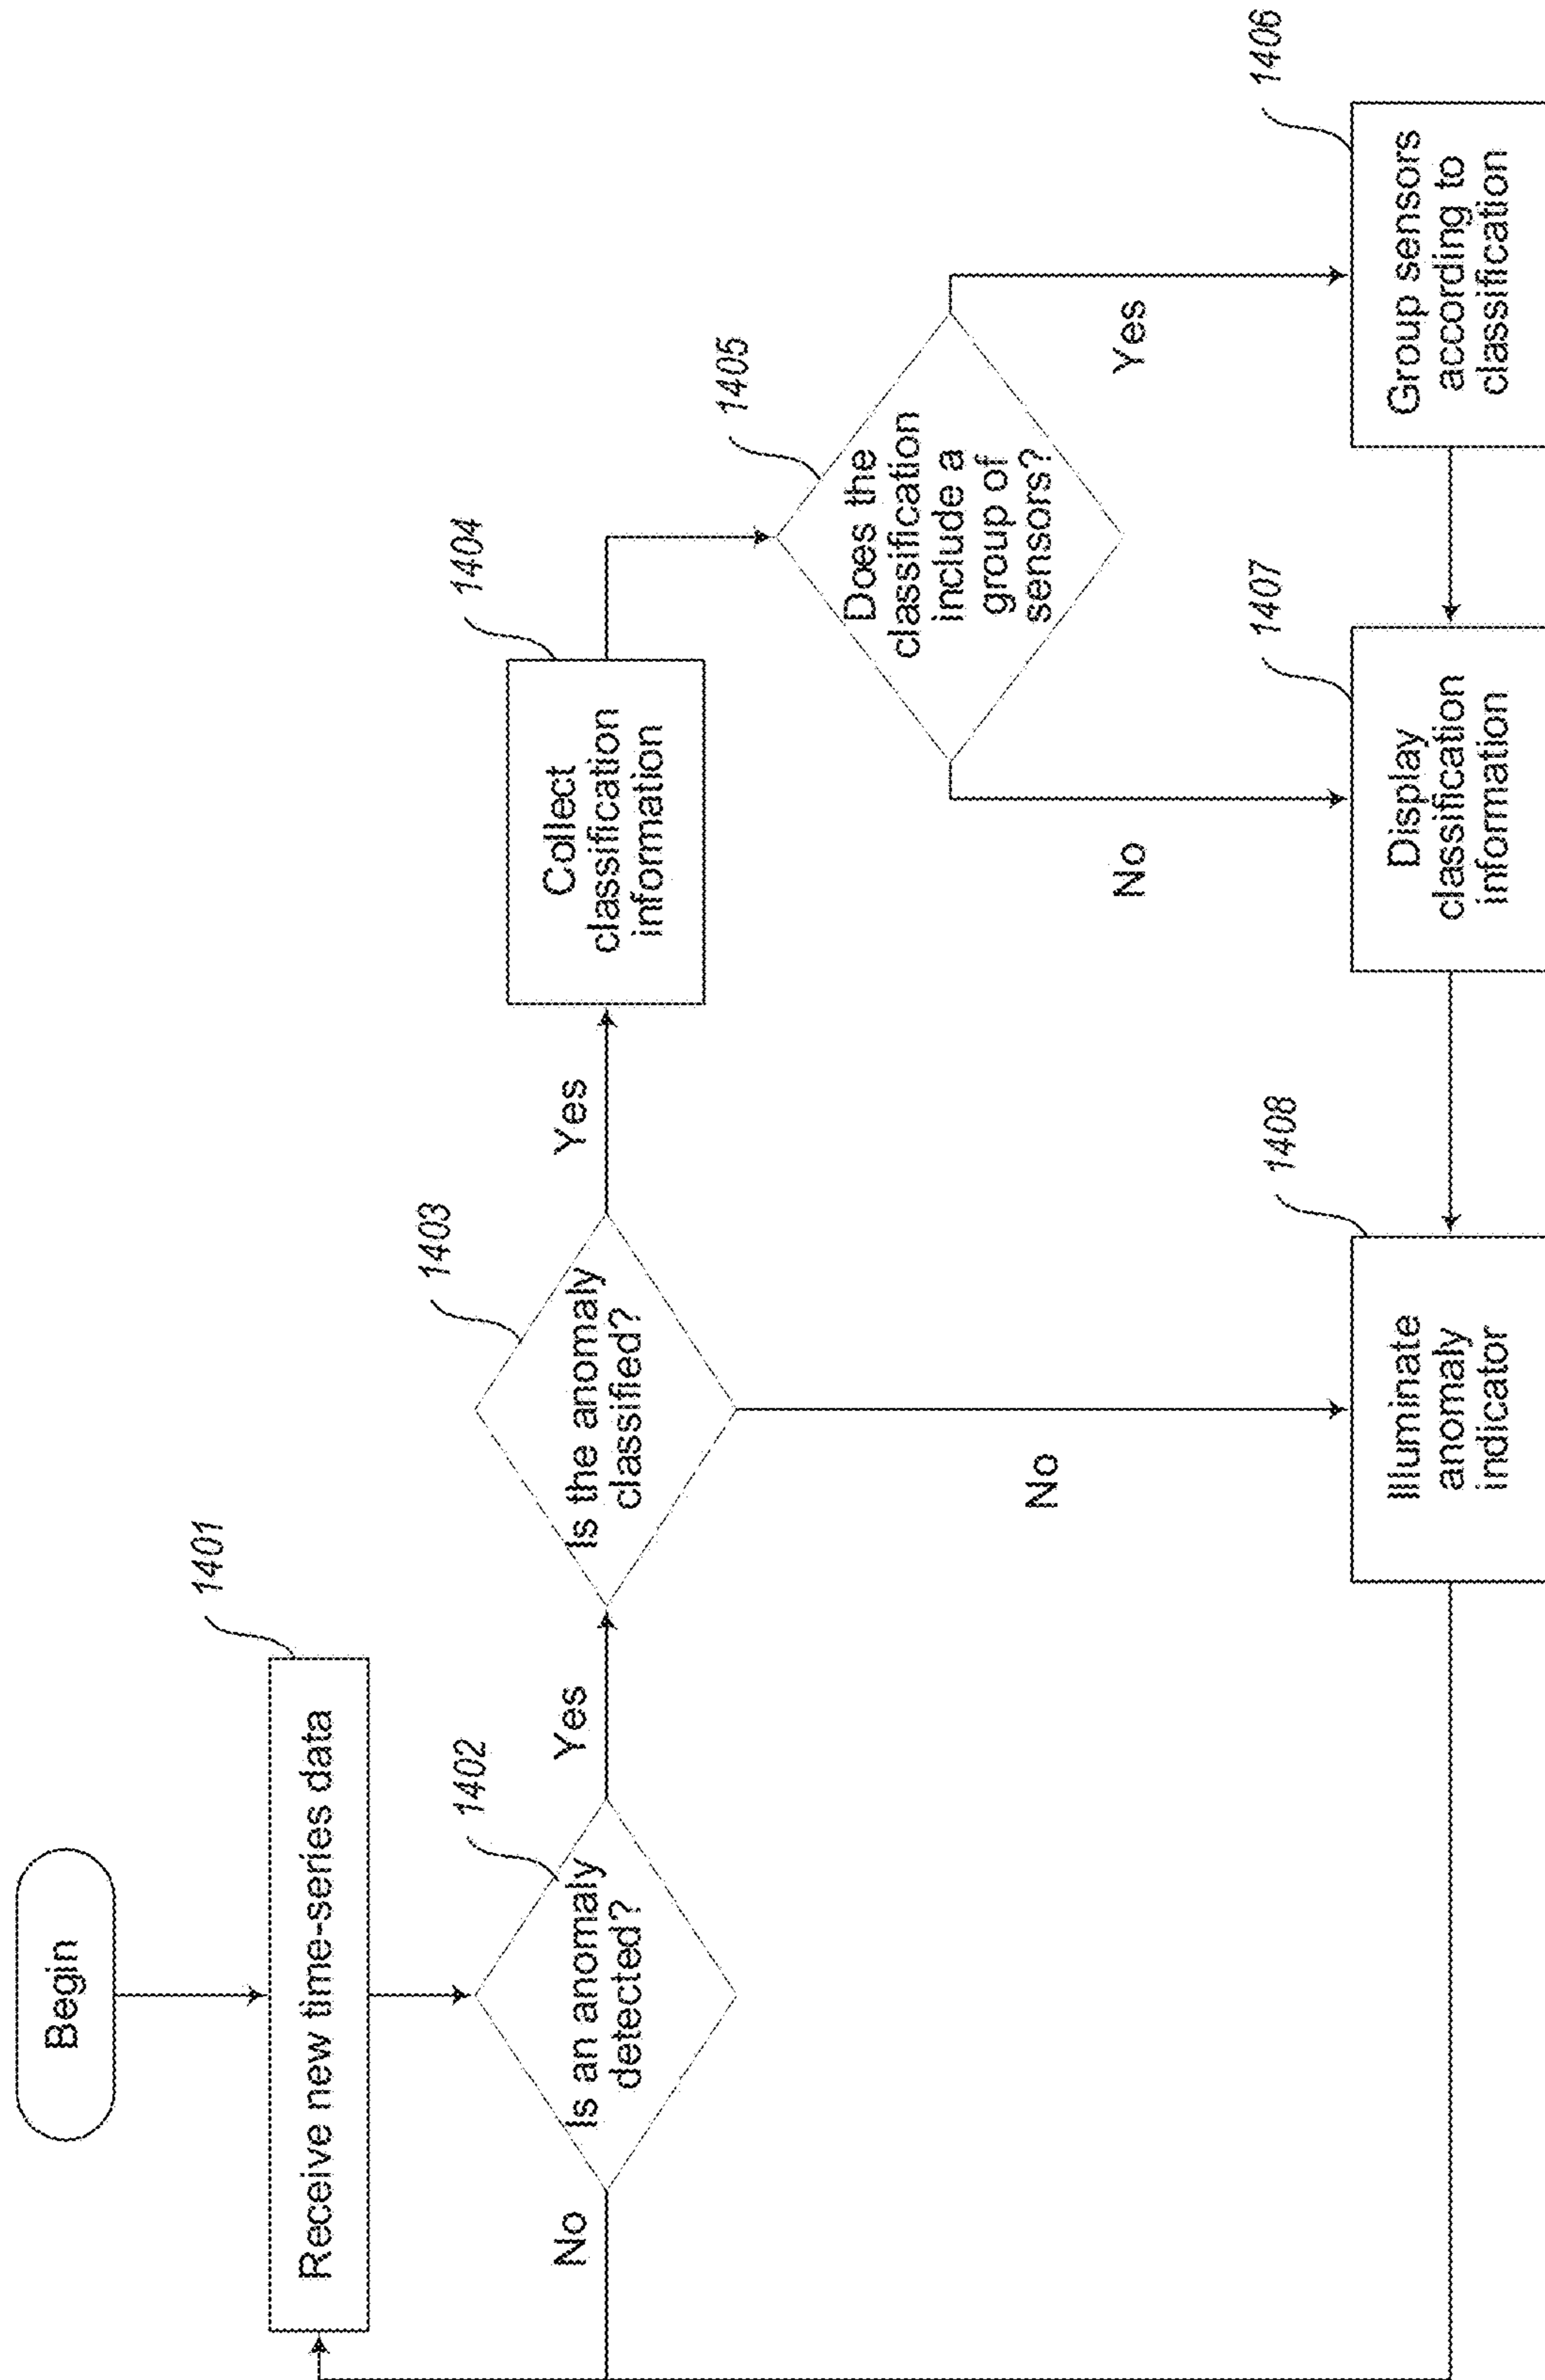 Begin
1401
Receive new time-series data
1402
Is an anomaly
detected?
No
Yes
1403
Is the anomaly
classified?
Yes
No
1404
Collect
classification
information
1405
Does the
classification
include a
group of
sensors?
No
Yes
1408
Illuminate
anomaly
indicator
1407
Display
classification
information
1406
Group sensors
according to
classification